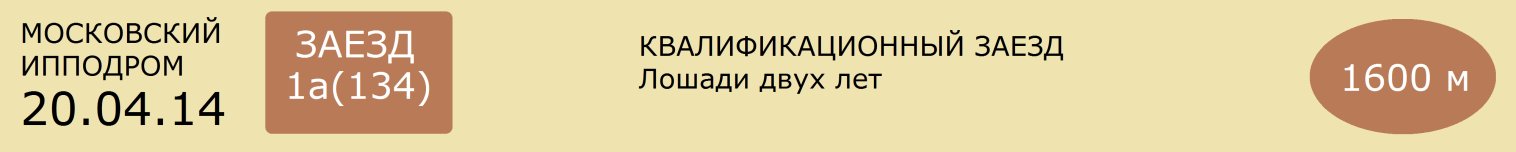 МОСКОВСКИЙ
ИППОДРОМ
20.04.14
ЗАЕЗД
1а(134)
КВАЛИФИКАЦИОННЫЙ ЗАЕЗД
Лошади двух лет
1600 м